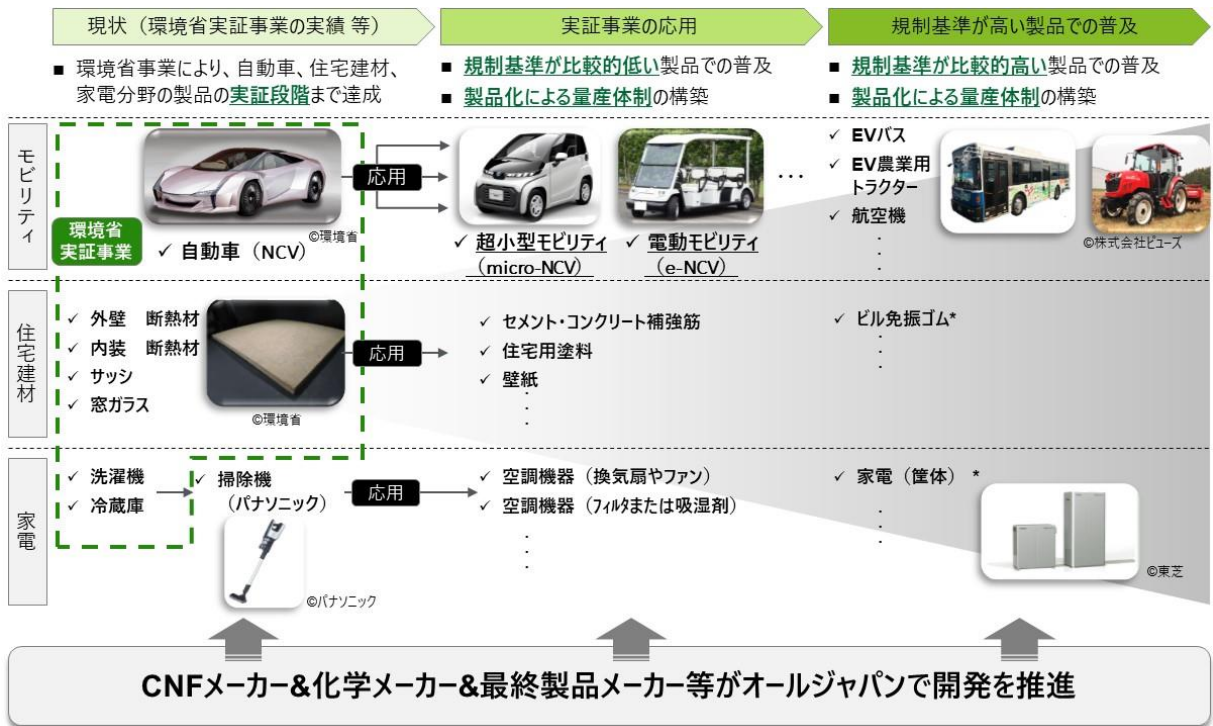 現状（環境省実証事業の実績 等）
実証事業の応用
規制基準が高い製品での普及
■ 環境省事業により、自動車、住宅建材、
家電分野の製品の実証段階まで達成
■ 規制基準が比較的低い製品での普及
■ 製品化による量産体制の構築
■ 規制基準が比較的高い製品での普及
■ 製品化による量産体制の構築
モビリティ
環境省
実証事業
©環境省
✓ 自動車（NCV）
応用
✓ 超小型モビリティ
（micro-NCV）
✓ 電動モビリティ
（e-NCV）
…
✓ EVバス
✓ EV農業用
トラクター
✓ 航空機
©株式会社ピューズ
住宅建材
✓ 外壁 断熱材
✓ 内装 断熱材
✓ サッシ
✓ 窓ガラス
©環境省
応用
✓ セメント・コンクリート補強筋
✓ 住宅用塗料
✓ 壁紙
✓ ビル免振ゴム*
家電
✓ 洗濯機
✓ 冷蔵庫
✓ 掃除機
（パナソニック）
©パナソニック
応用
✓ 空調機器（換気扇やファン）
✓ 空調機器（フィルタまたは吸湿剤）
✓ 家電（筐体） *
©東芝
CNFメーカー&化学メーカー&最終製品メーカー等がオールジャパンで開発を推進